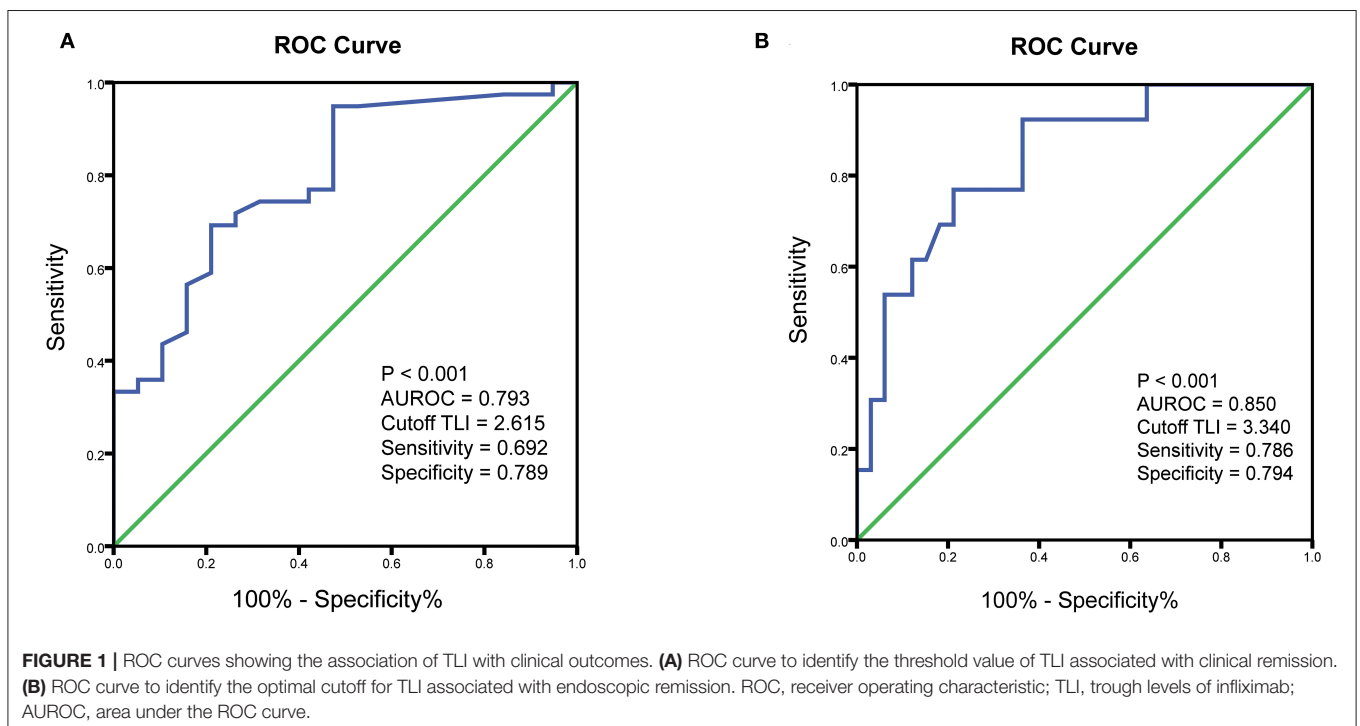 A
ROC Curve
1.0
0.8
0.6
0.4
0.2
0.0
Sensitivity
P < 0.001
AUROC = 0.793
Cutoff TLI = 2.615
Sensitivity = 0.692
Specificity = 0.789
0.0 0.2 0.4 0.6 0.8 1.0
100% - Specificity%
B
ROC Curve
1.0
0.8
0.6
0.4
0.2
0.0
Sensitivity
P < 0.001
AUROC = 0.850
Cutoff TLI = 3.340
Sensitivity = 0.786
Specificity = 0.794
0.0 0.2 0.4 0.6 0.8 1.0
100% - Specificity%
FIGURE 1 | ROC curves showing the association of TLI with clinical outcomes. (A) ROC curve to identify the threshold value of TLI associated with clinical remission.
(B) ROC curve to identify the optimal cutoff for TLI associated with endoscopic remission. ROC, receiver operating characteristic; TLI, trough levels of infliximab;
AUROC, area under the ROC curve.